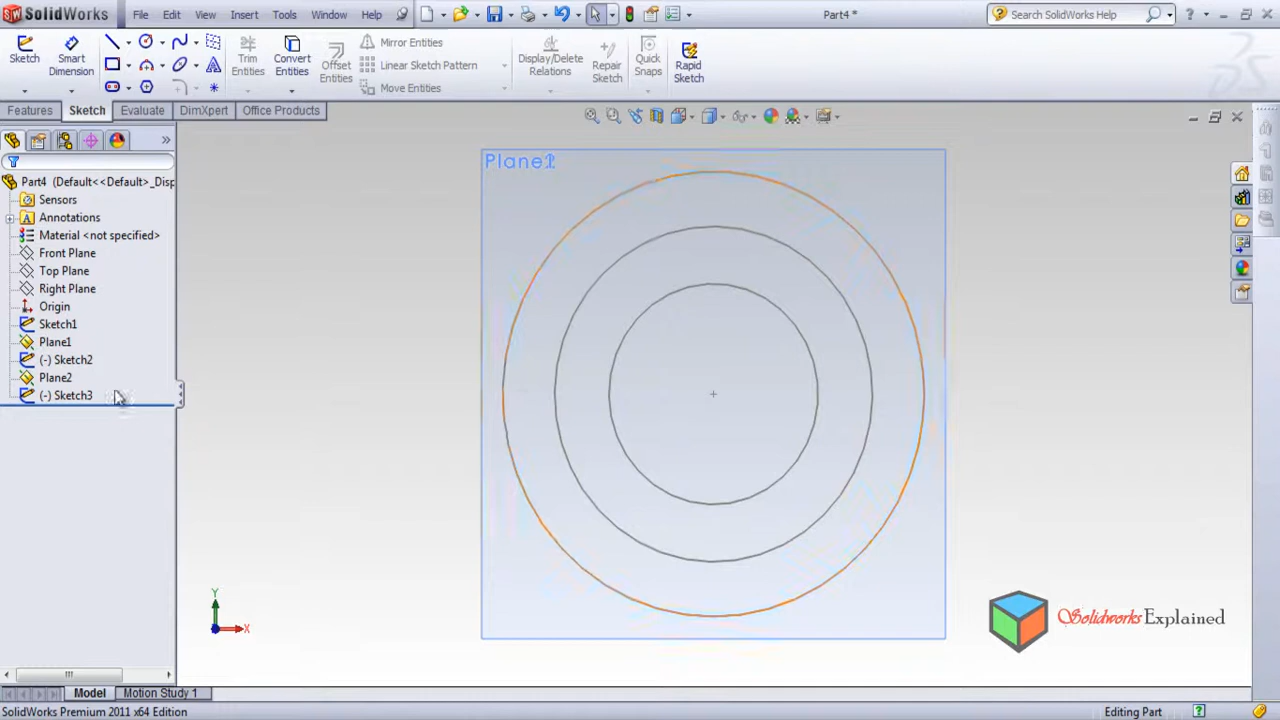 SolidWorks
File
Edit
View
Insert
Tools
Window
Help
Part4 *
Search SolidWorks Help
Sketch
Smart Dimension
Trim Entities
Convert Entities
Offset Entities
Mirror Entities
Linear Sketch Pattern
Move Entities
Display/Delete Relations
Repair Sketch
Quick Snaps
Rapid Sketch
Features
Sketch
Evaluate
DimXpert
Office Products
Part4 (Default<<Default>_Disp
Sensors
Annotations
Material <not specified>
Front Plane
Top Plane
Right Plane
Origin
Sketch1
Plane1
(-) Sketch2
Plane2
(-) Sketch3
Y
X
Solidworks Explained
Model
Motion Study 1
SolidWorks Premium 2011 x64 Edition
Editing Part